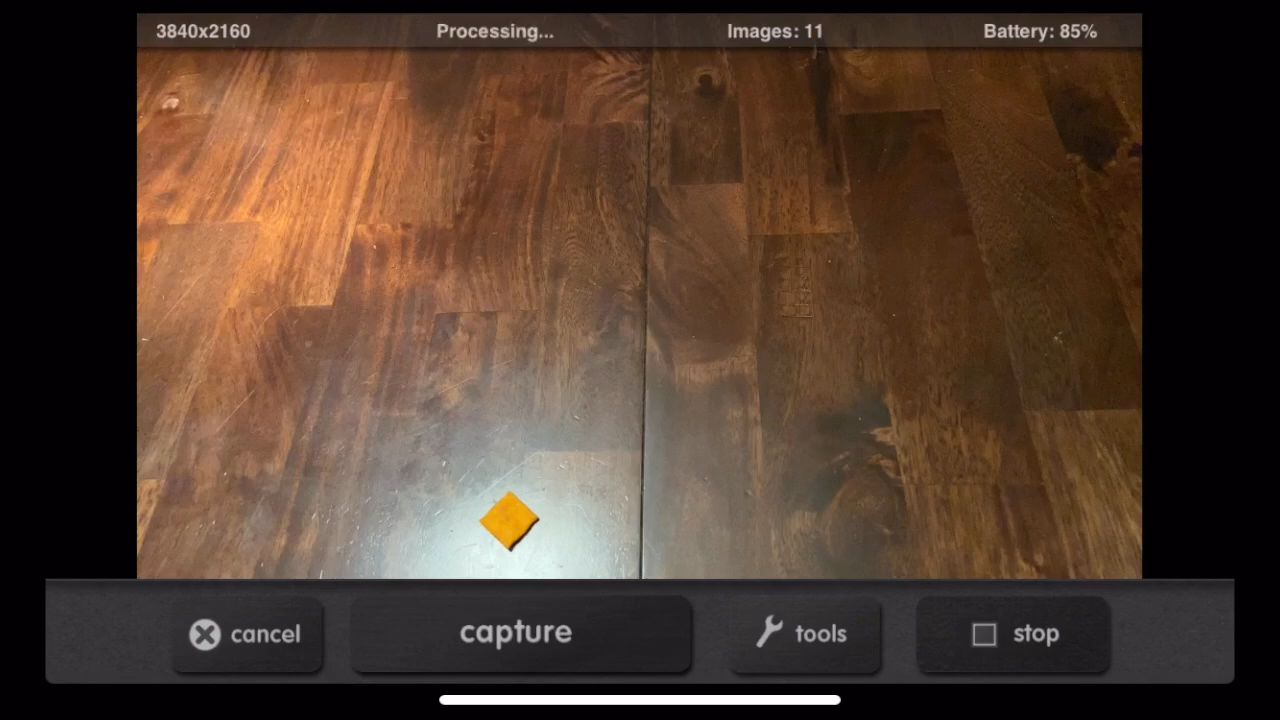 3840x2160 Processing... Images: 11 Battery: 85%
cancel capture tools stop